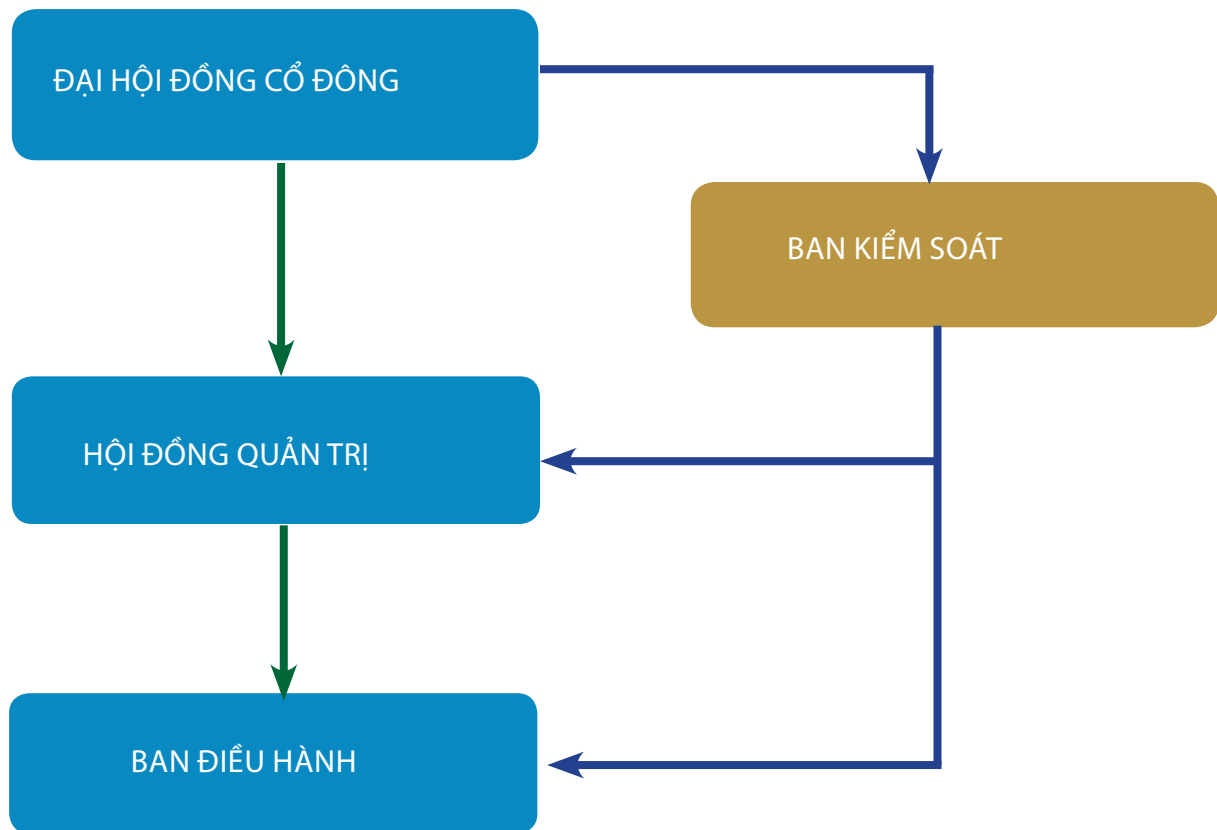 ĐẠI HỘI ĐỒNG CỔ ĐÔNG
BAN KIỂM SOÁT
HỘI ĐỒNG QUẢN TRỊ
BAN ĐIỀU HÀNH